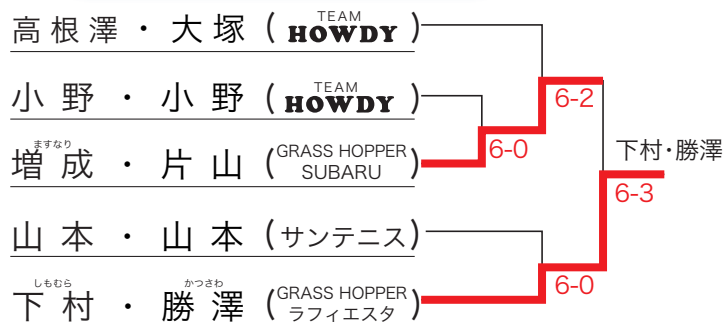 高根澤・大塚(TEAM HOWDY)
小野・小野(TEAM HOWDY)
ますなり
増成・片山(GRASS HOPPER SUBARU)
山本・山本(サンテニス)
しもむら かつさわ
下村・勝澤(GRASS HOPPER ラフィエスタ)
6-0
6-2
6-0
6-3
下村・勝澤